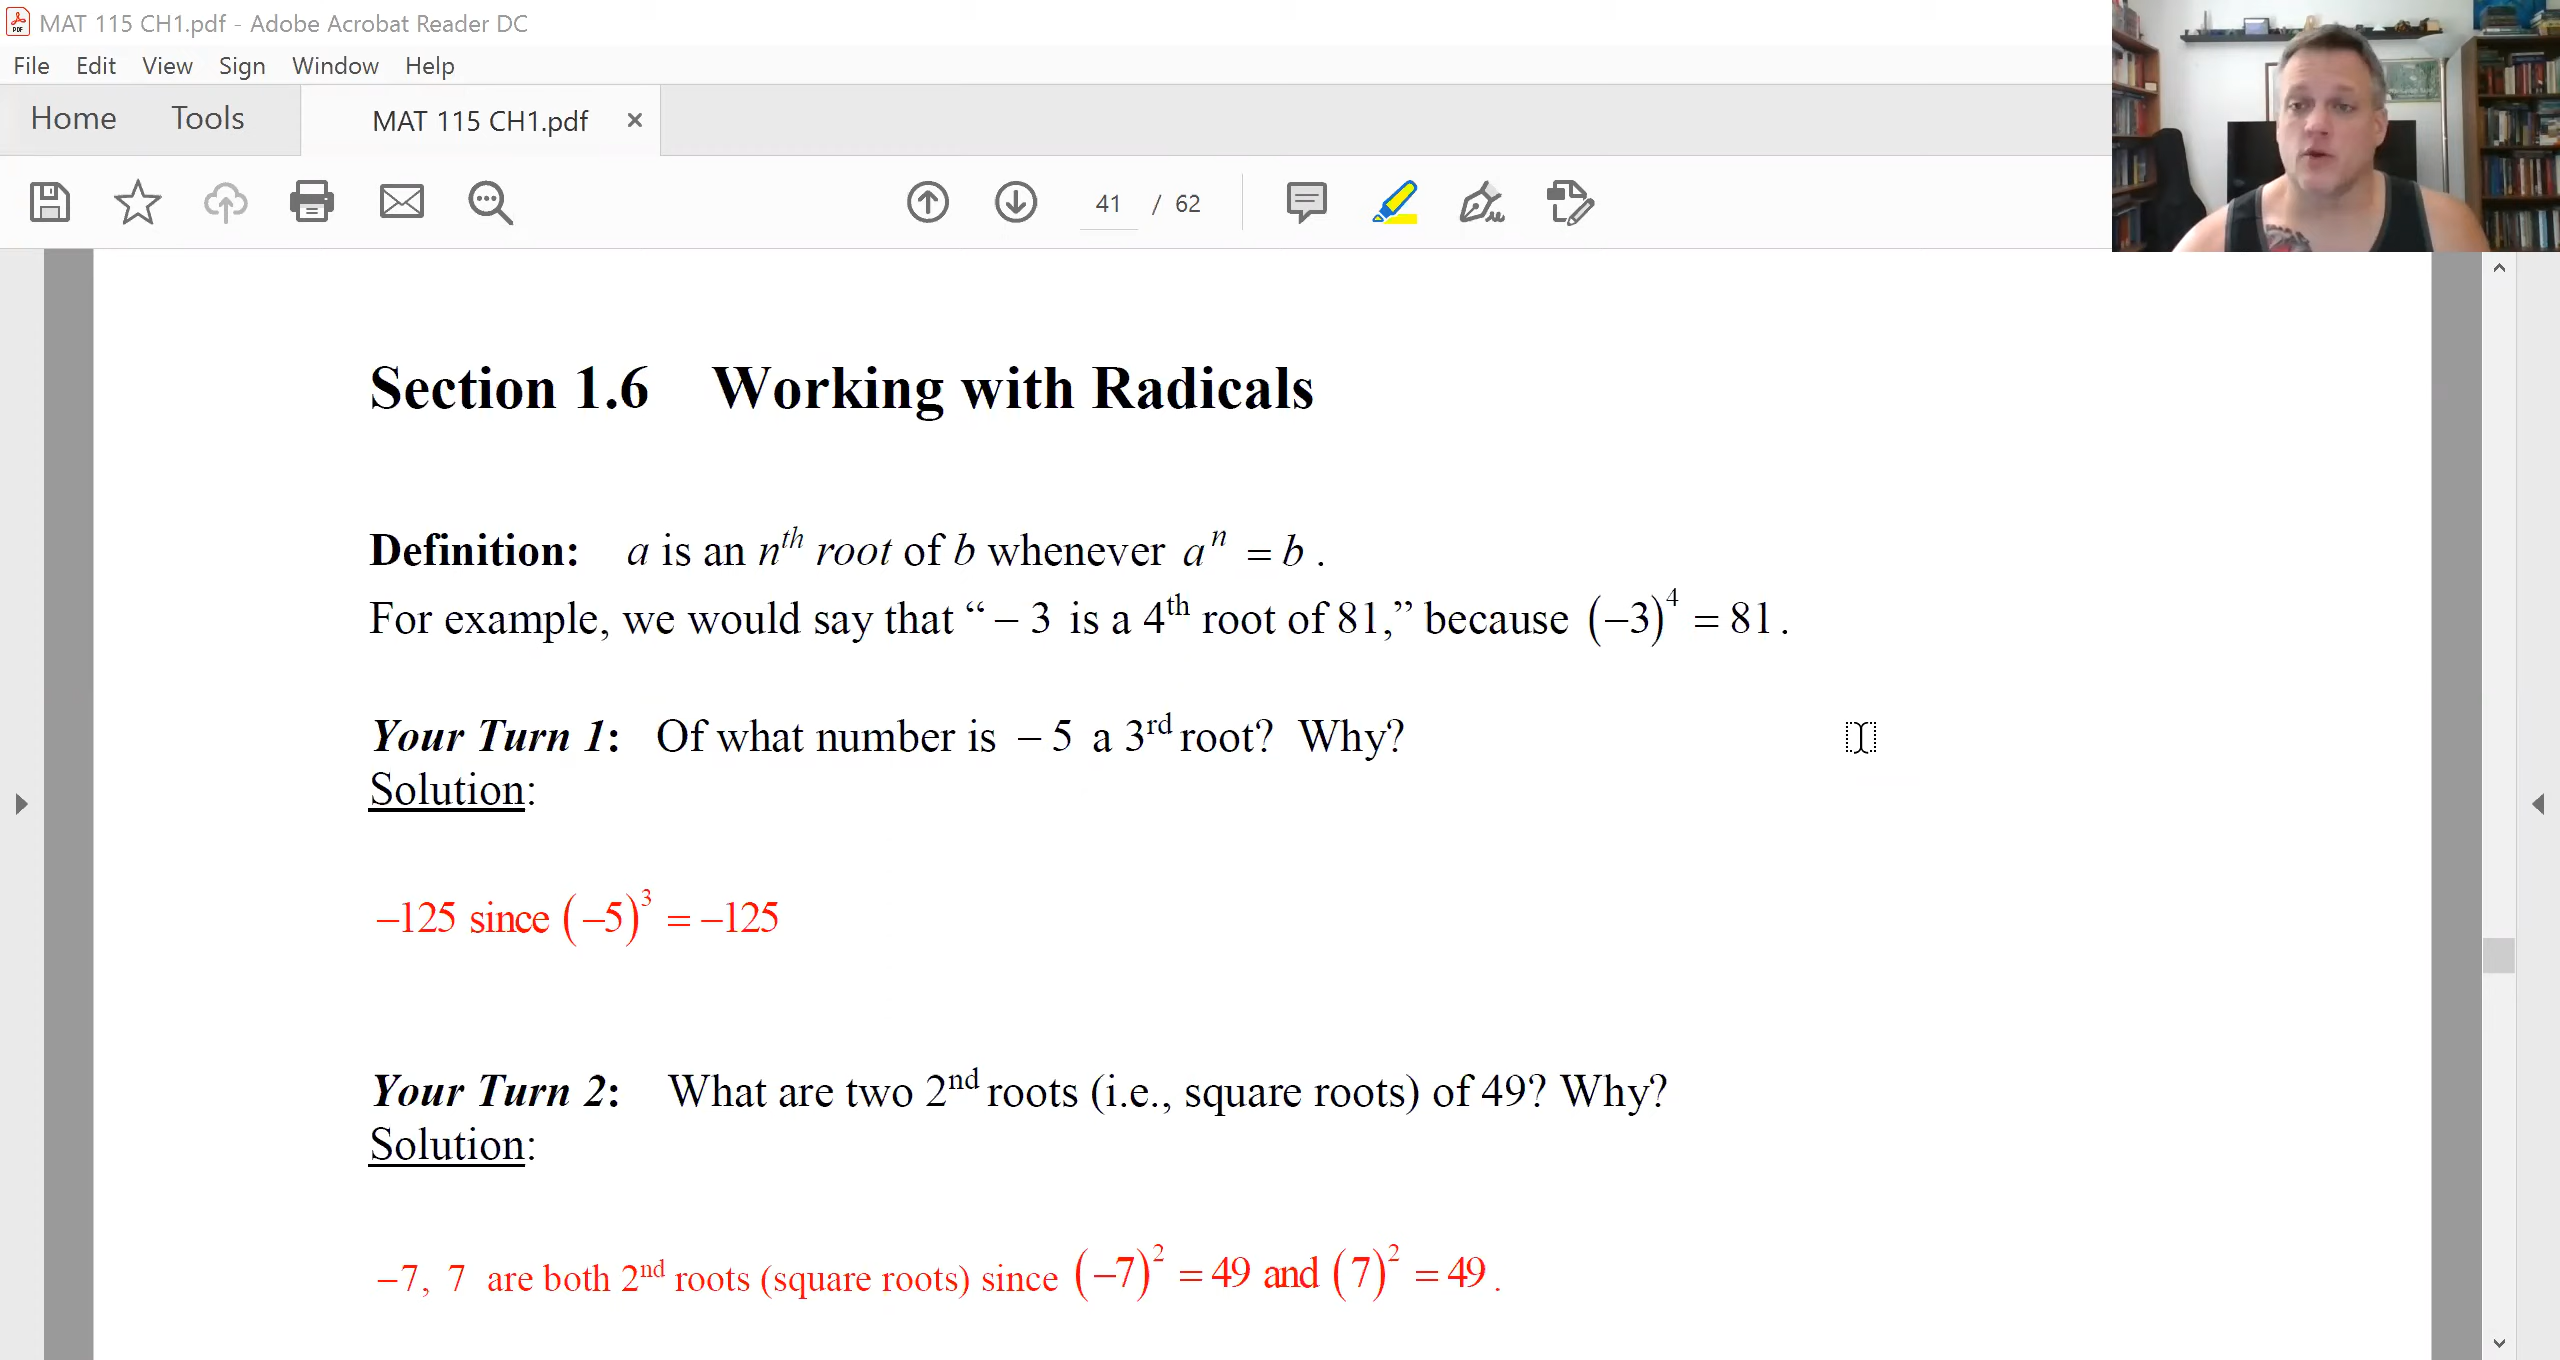 MAT 115 CH1.pdf - Adobe Acrobat Reader DC
File Edit View Sign Window Help
Home Tools MAT 115 CH1.pdf ×
41 / 62
Section 1.6 Working with Radicals
Definition: a is an nᵗʰ root of b whenever aⁿ = b .
For example, we would say that “ – 3 is a 4ᵗʰ root of 81,” because (−3)⁴ = 81.
Your Turn 1: Of what number is – 5 a 3ʳᵈ root? Why?
Solution:
−125 since (−5)³ = −125
Your Turn 2: What are two 2ⁿᵈ roots (i.e., square roots) of 49? Why?
Solution:
−7, 7 are both 2ⁿᵈ roots (square roots) since (−7)² = 49 and (7)² = 49 .